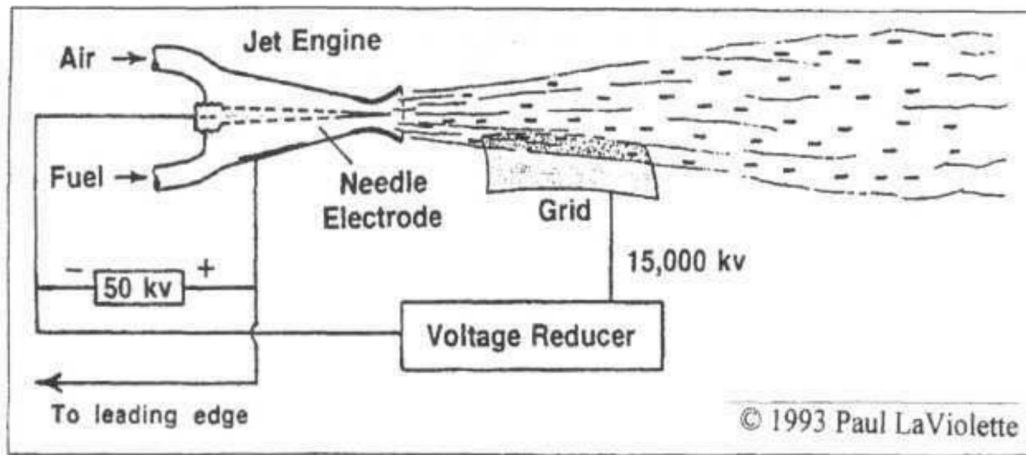 Jet Engine
Air
Fuel
Needle
Electrode
Grid
15,000 kv
- 50 kv +
Voltage Reducer
To leading edge
© 1993 Paul LaViolette